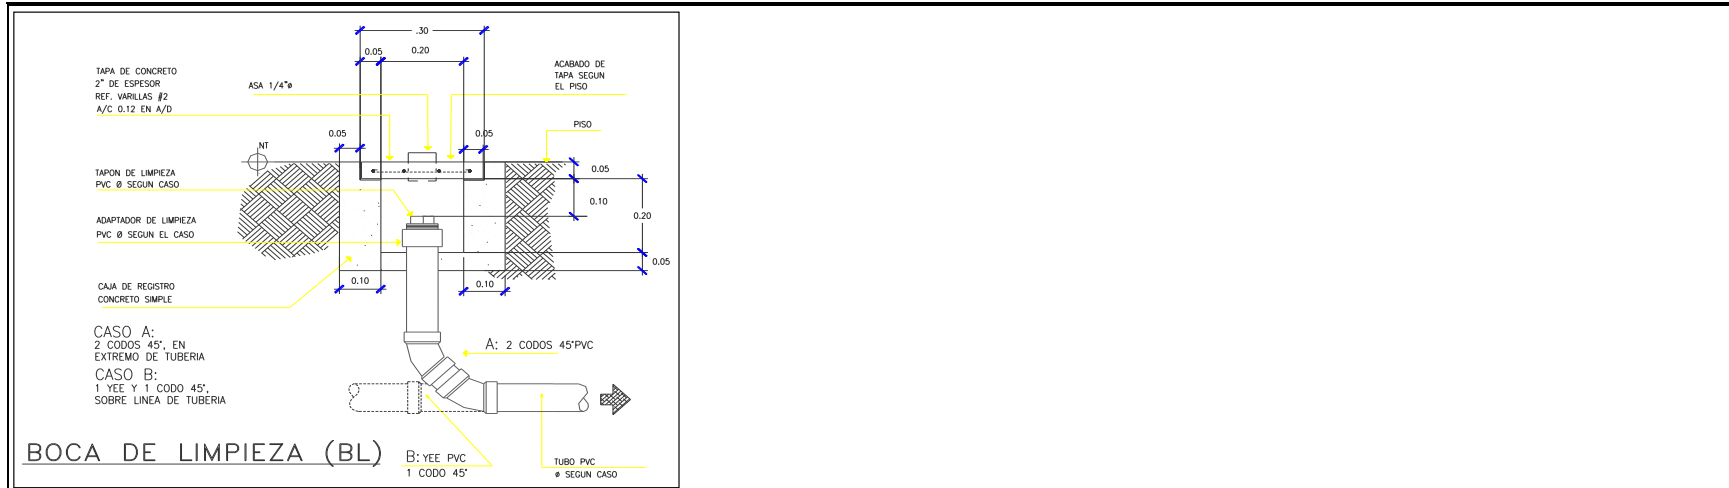 .30
0.05
0.20
TAPA DE CONCRETO
2" DE ESPESOR
REF. VARILLAS #2
A/C 0.12 EN A/D
ASA 1/4"ø
ACABADO DE
TAPA SEGUN
EL PISO
0.05
0.05
PISO
NT
TAPON DE LIMPIEZA
PVC Ø SEGUN CASO
0.05
0.10
0.20
ADAPTADOR DE LIMPIEZA
PVC Ø SEGUN EL CASO
0.05
0.10
0.10
CAJA DE REGISTRO
CONCRETO SIMPLE
CASO A:
2 CODOS 45°, EN
EXTREMO DE TUBERIA
CASO B:
1 YEE Y 1 CODO 45°,
SOBRE LINEA DE TUBERIA
A: 2 CODOS 45°PVC
BOCA DE LIMPIEZA (BL)
B: YEE PVC
1 CODO 45°
TUBO PVC
ø SEGUN CASO